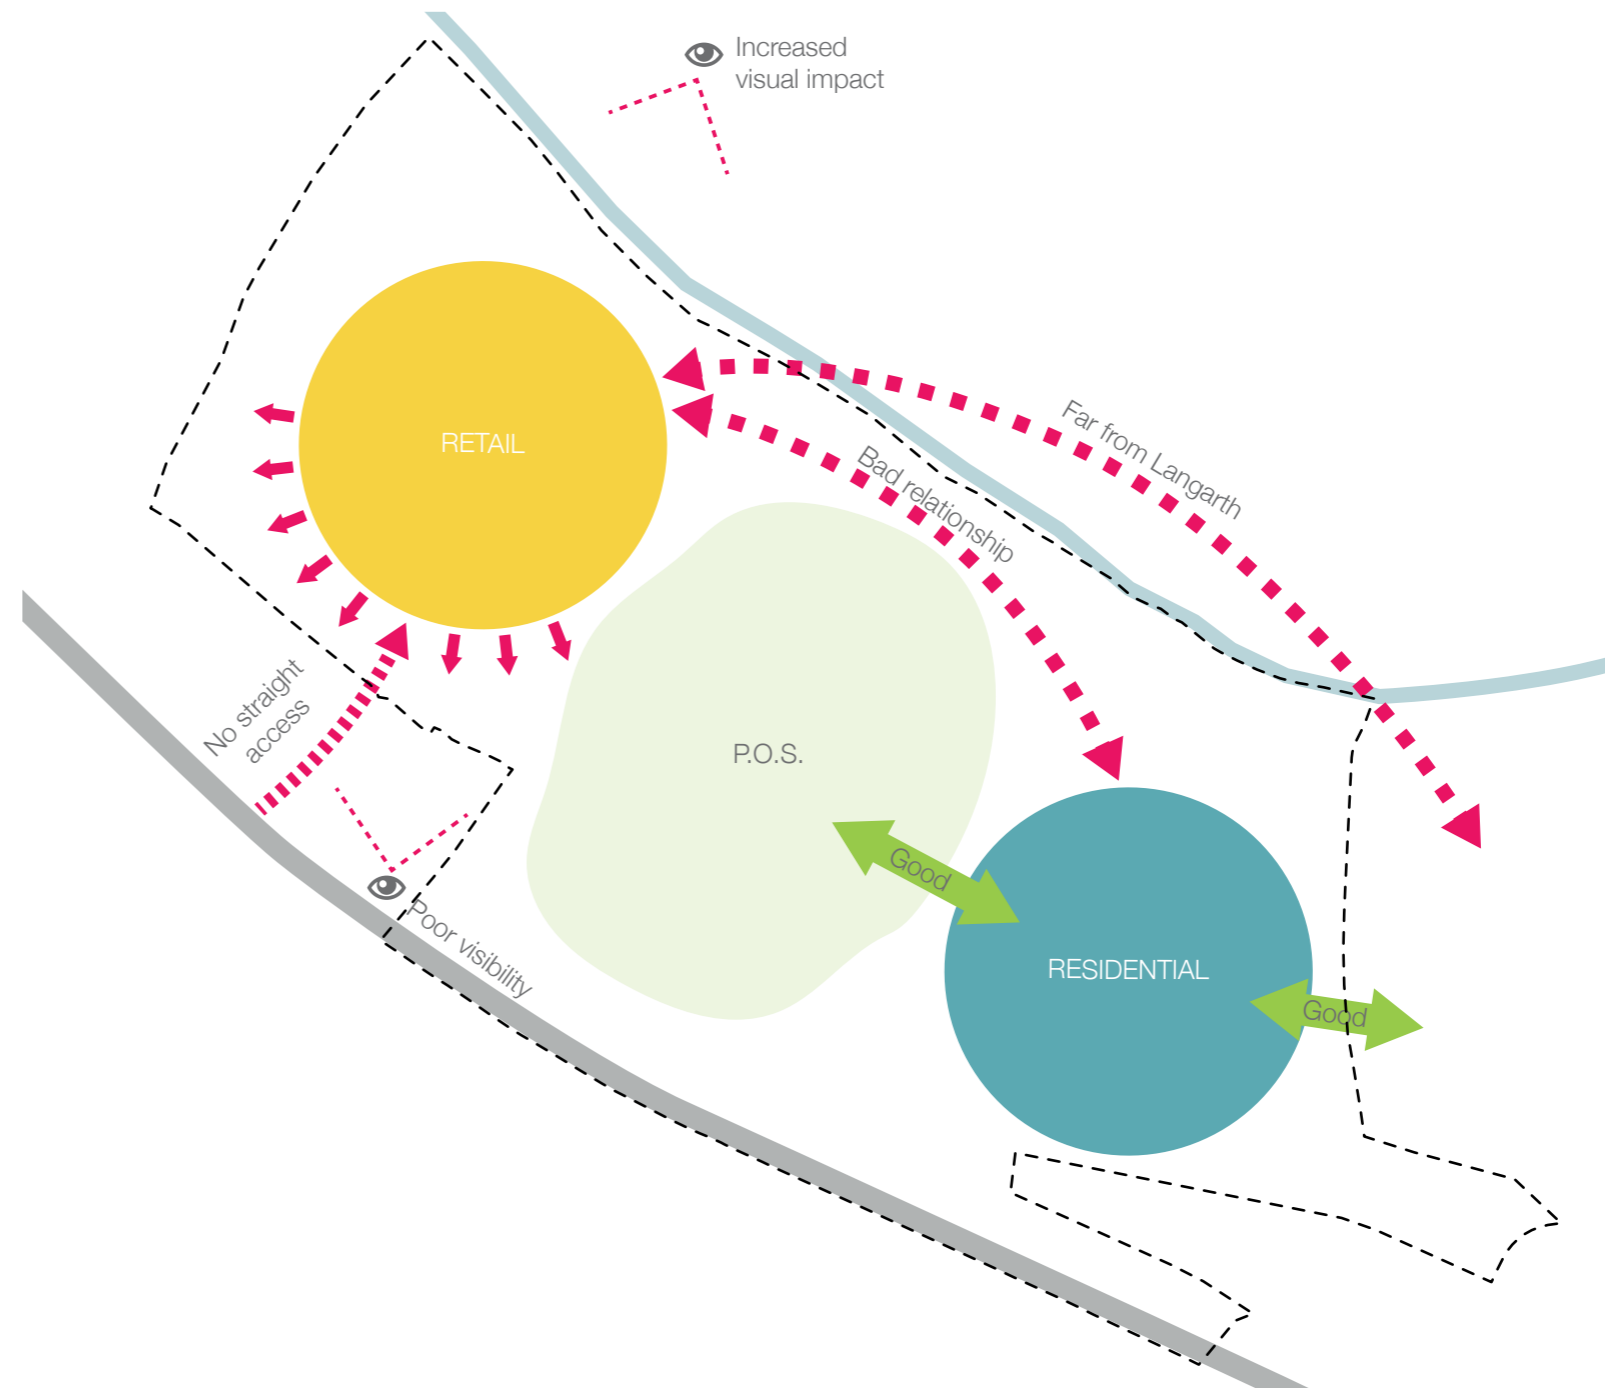 Increased
visual impact
RETAIL
Far from Langarth
Bad relationship
No straight
access
P.O.S.
Good
Poor visibility
RESIDENTIAL
Good